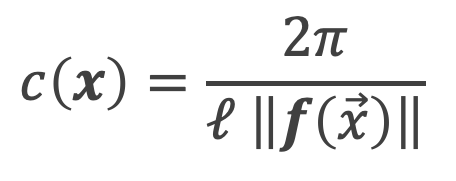 c(𝒙) = 2π / (ℓ ‖𝒇(x⃗)‖)